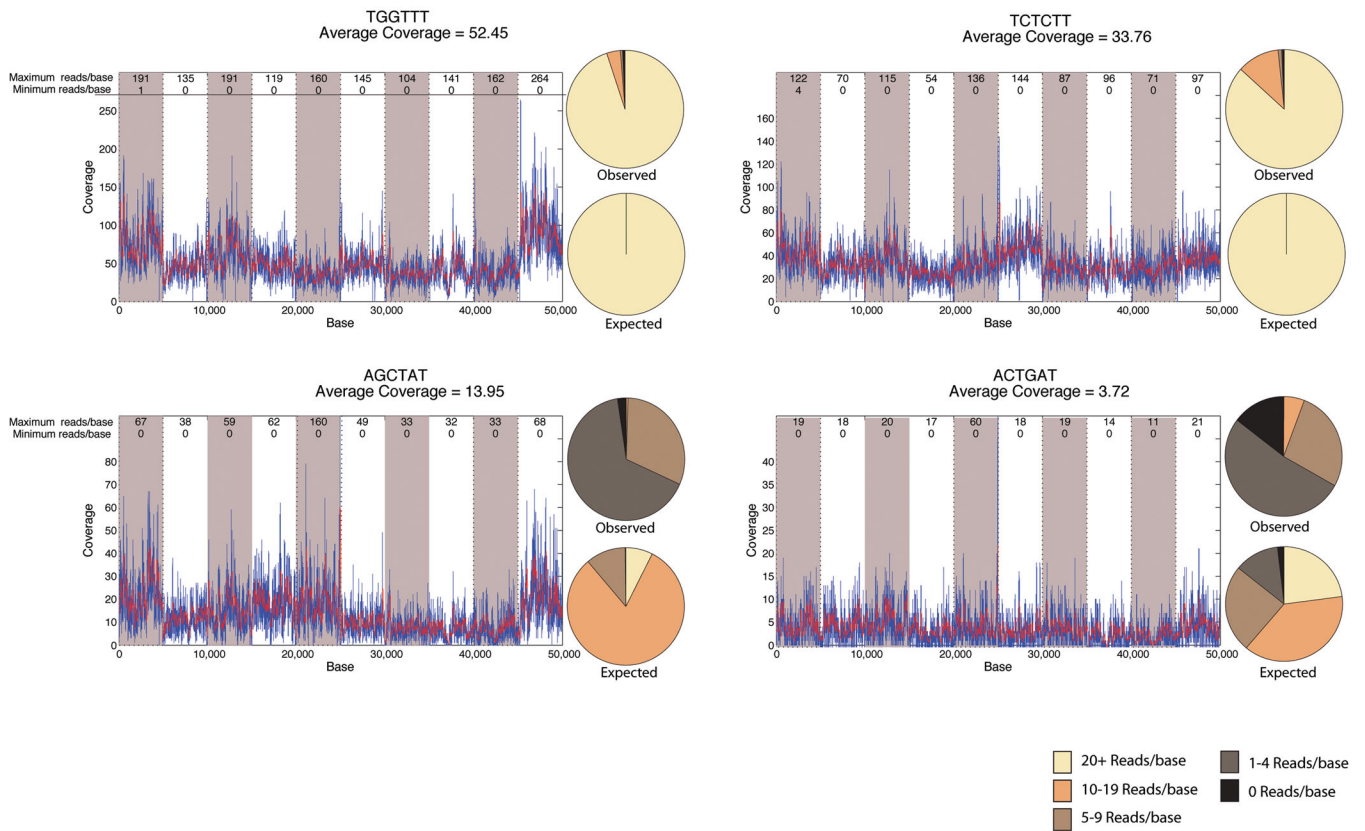 TGGTTT
Average Coverage = 52.45
Maximum reads/base 191 135 191 119 160 145 104 141 162 264
Minimum reads/base 1 0 0 0 0 0 0 0 0 0
250
200
150
100
50
0
Coverage
0 10,000 20,000 30,000 40,000 50,000
Base
Observed
Expected
TCTCTT
Average Coverage = 33.76
122 70 115 54 136 144 87 96 71 97
4 0 0 0 0 0 0 0 0 0
160
140
120
100
80
60
40
20
0
Coverage
0 10,000 20,000 30,000 40,000 50,000
Base
Observed
Expected
AGCTAT
Average Coverage = 13.95
Maximum reads/base 67 38 59 62 160 49 33 32 33 68
Minimum reads/base 0 0 0 0 0 0 0 0 0 0
80
70
60
50
40
30
20
10
0
Coverage
0 10,000 20,000 30,000 40,000 50,000
Base
Observed
Expected
ACTGAT
Average Coverage = 3.72
19 18 20 17 60 18 19 14 11 21
0 0 0 0 0 0 0 0 0 0
40
35
30
25
20
15
10
5
0
Coverage
0 10,000 20,000 30,000 40,000 50,000
Base
Observed
Expected
20+ Reads/base
10-19 Reads/base
5-9 Reads/base
1-4 Reads/base
0 Reads/base